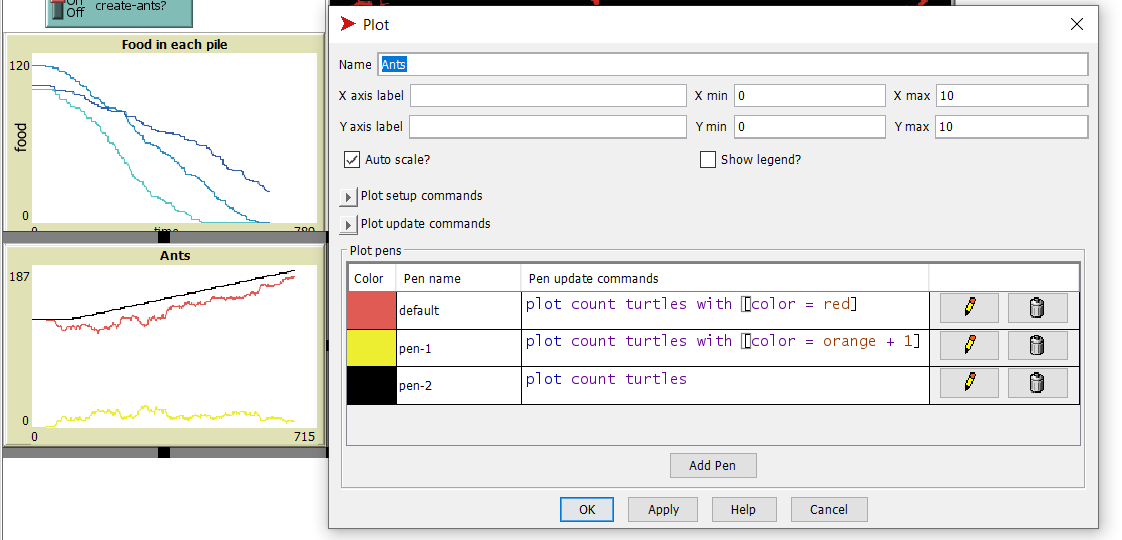 On
Off
create-ants?
Food in each pile
120
food
0
time
789
Ants
187
0
0
715
Plot
Name
Ants
X axis label
X min
0
X max
10
Y axis label
Y min
0
Y max
10
Auto scale?
Show legend?
Plot setup commands
Plot update commands
Plot pens
Color
Pen name
Pen update commands
default
plot count turtles with [color = red]
pen-1
plot count turtles with [color = orange + 1]
pen-2
plot count turtles
Add Pen
OK
Apply
Help
Cancel